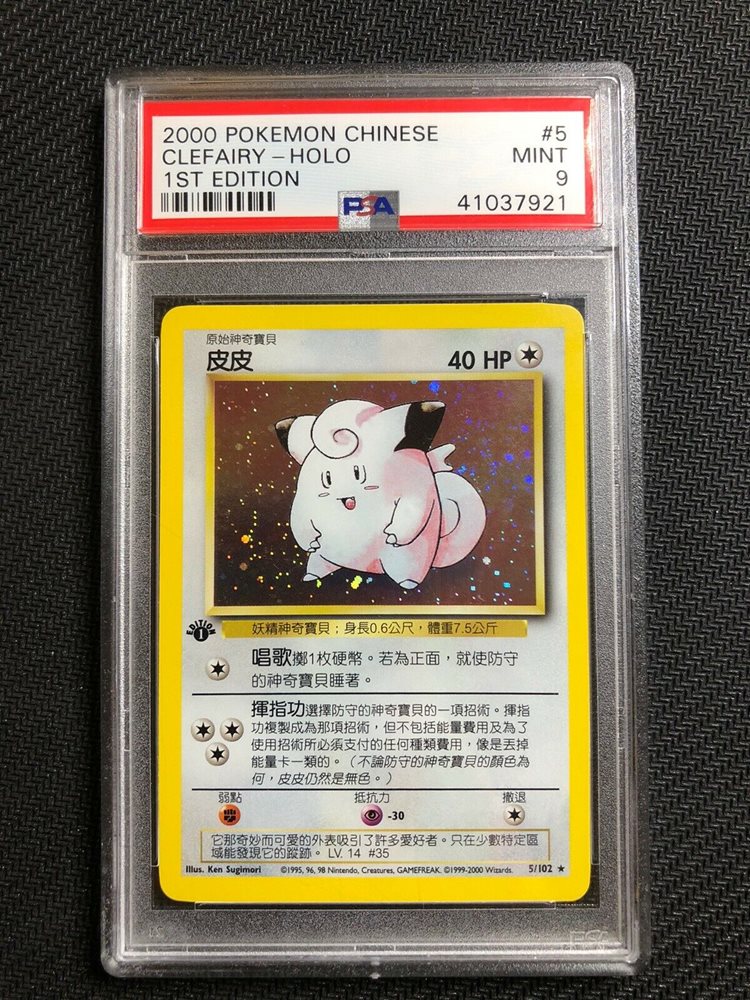 2000 POKEMON CHINESE #5
CLEFAIRY – HOLO MINT
1ST EDITION 9
PSA 41037921
原始神奇寶貝
皮皮 40 HP
EDITION 1
妖精神奇寶貝：身長0.6公尺，體重7.5公斤
唱歌擲1枚硬幣。若為正面，就使防守
的神奇寶貝睡著。
揮指功選擇防守的神奇寶貝的一項招術。揮指
功複製成為那項招術，但不包括能量費用及為了
使用招術所必須支付的任何種類費用，像是丟掉
能量卡一類的。（不論防守的神奇寶貝的顏色為
何，皮皮仍然是無色。）
弱點 抵抗力 撤退
-30
它那奇妙而可愛的外表吸引了許多愛好者。只在少數特定區
域能發現它的蹤跡。 LV. 14 #35
Illus. Ken Sugimori ©1995, 96, 98 Nintendo, Creatures, GAMEFREAK. ©1999-2000 Wizards. 5/102 ★